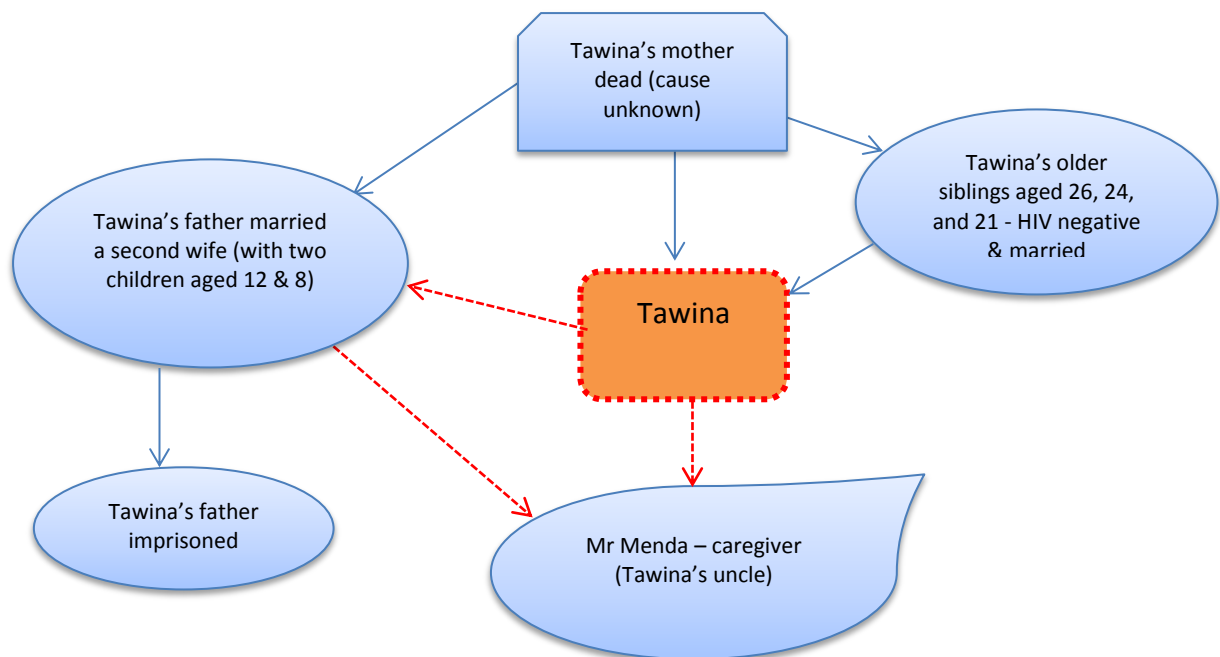 Tawina’s mother
dead (cause
unknown)
Tawina’s older
siblings aged 26, 24,
and 21 - HIV negative
& married
Tawina’s father married
a second wife (with two
children aged 12 & 8)
Tawina
Tawina’s father
imprisoned
Mr Menda – caregiver
(Tawina’s uncle)